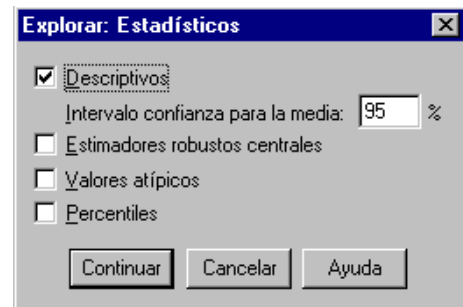 Explorar: Estadísticos
Descriptivos
Intervalo confianza para la media: 95 %
Estimadores robustos centrales
Valores atípicos
Percentiles
Continuar Cancelar Ayuda